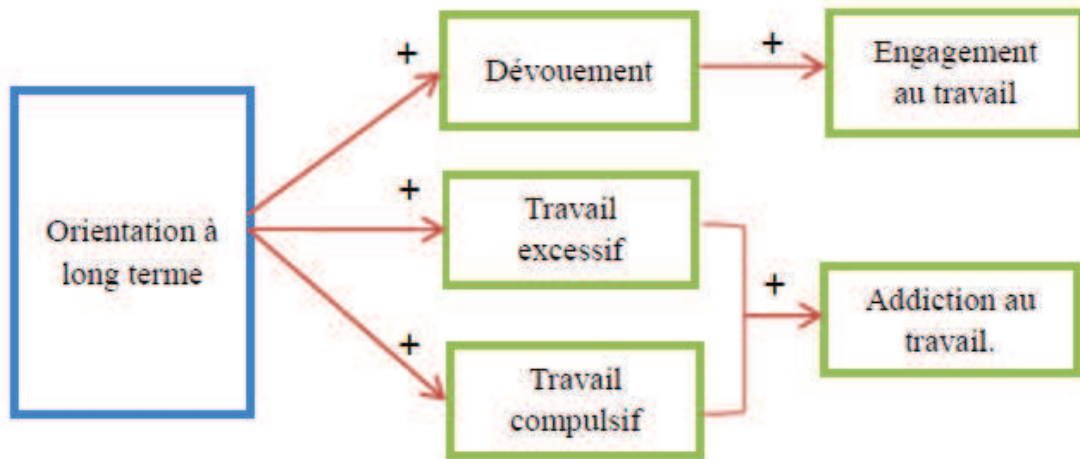 Orientation à
long terme
+
Dévouement
+
Engagement
au travail
+
Travail
excessif
+
Travail
compulsif
+
Addiction au
travail.